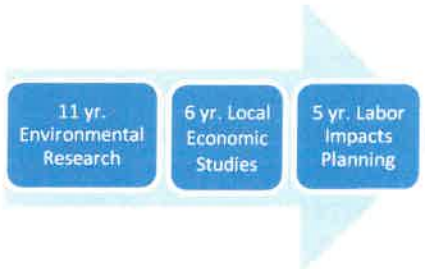 11 yr.
Environmental
Research
6 yr. Local
Economic
Studies
5 yr. Labor
Impacts
Planning